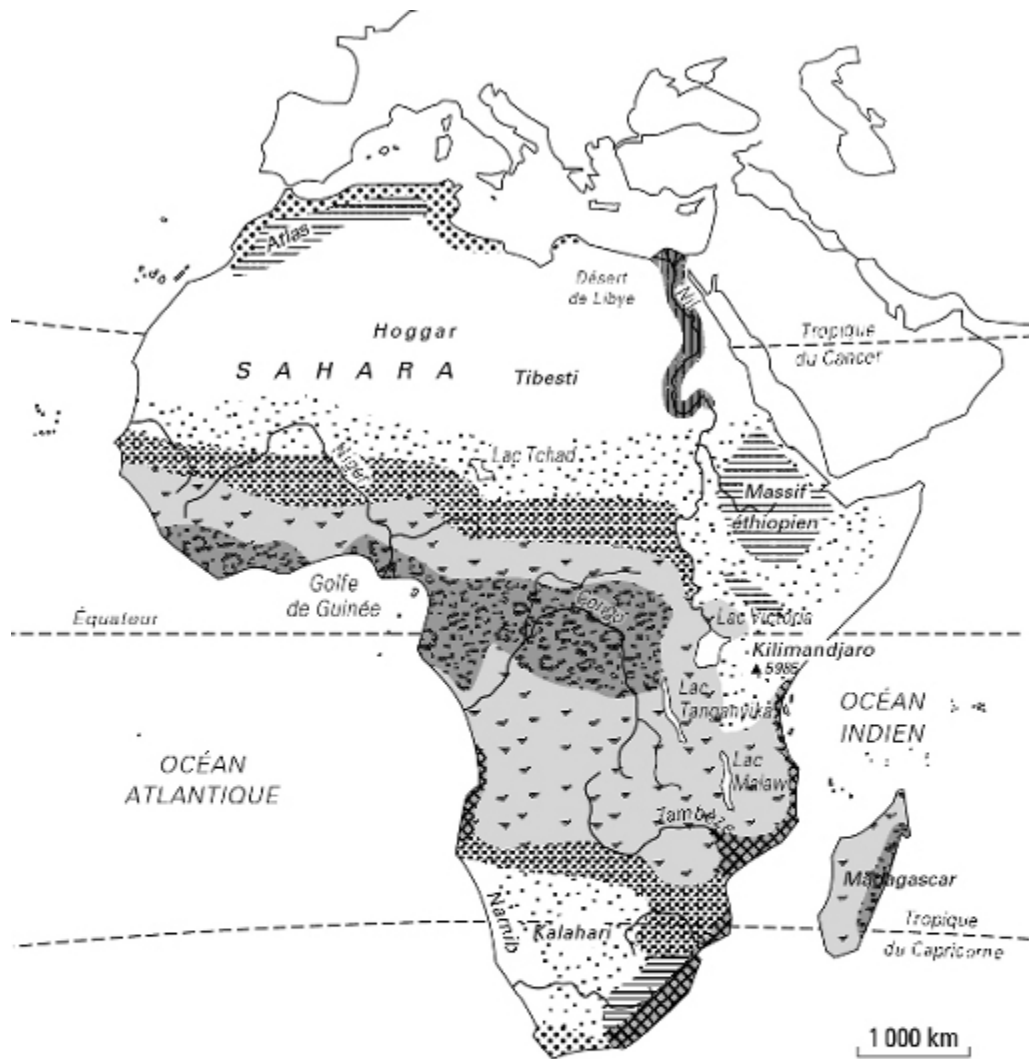 Atlas
Désert
de Libye
Nil
Hoggar
Tropique
du Cancer
SAHARA
Tibesti
Niger
Lac Tchad
Massif
éthiopien
Golfe
de Guinée
Congo
Équateur
Lac Victoria
Kilimandjaro
5985
Lac
Tanganyika
OCÉAN
INDIEN
OCÉAN
ATLANTIQUE
Lac
Malawi
Zambèze
Madagascar
Namib
Kalahari
Tropique
du Capricorne
1 000 km